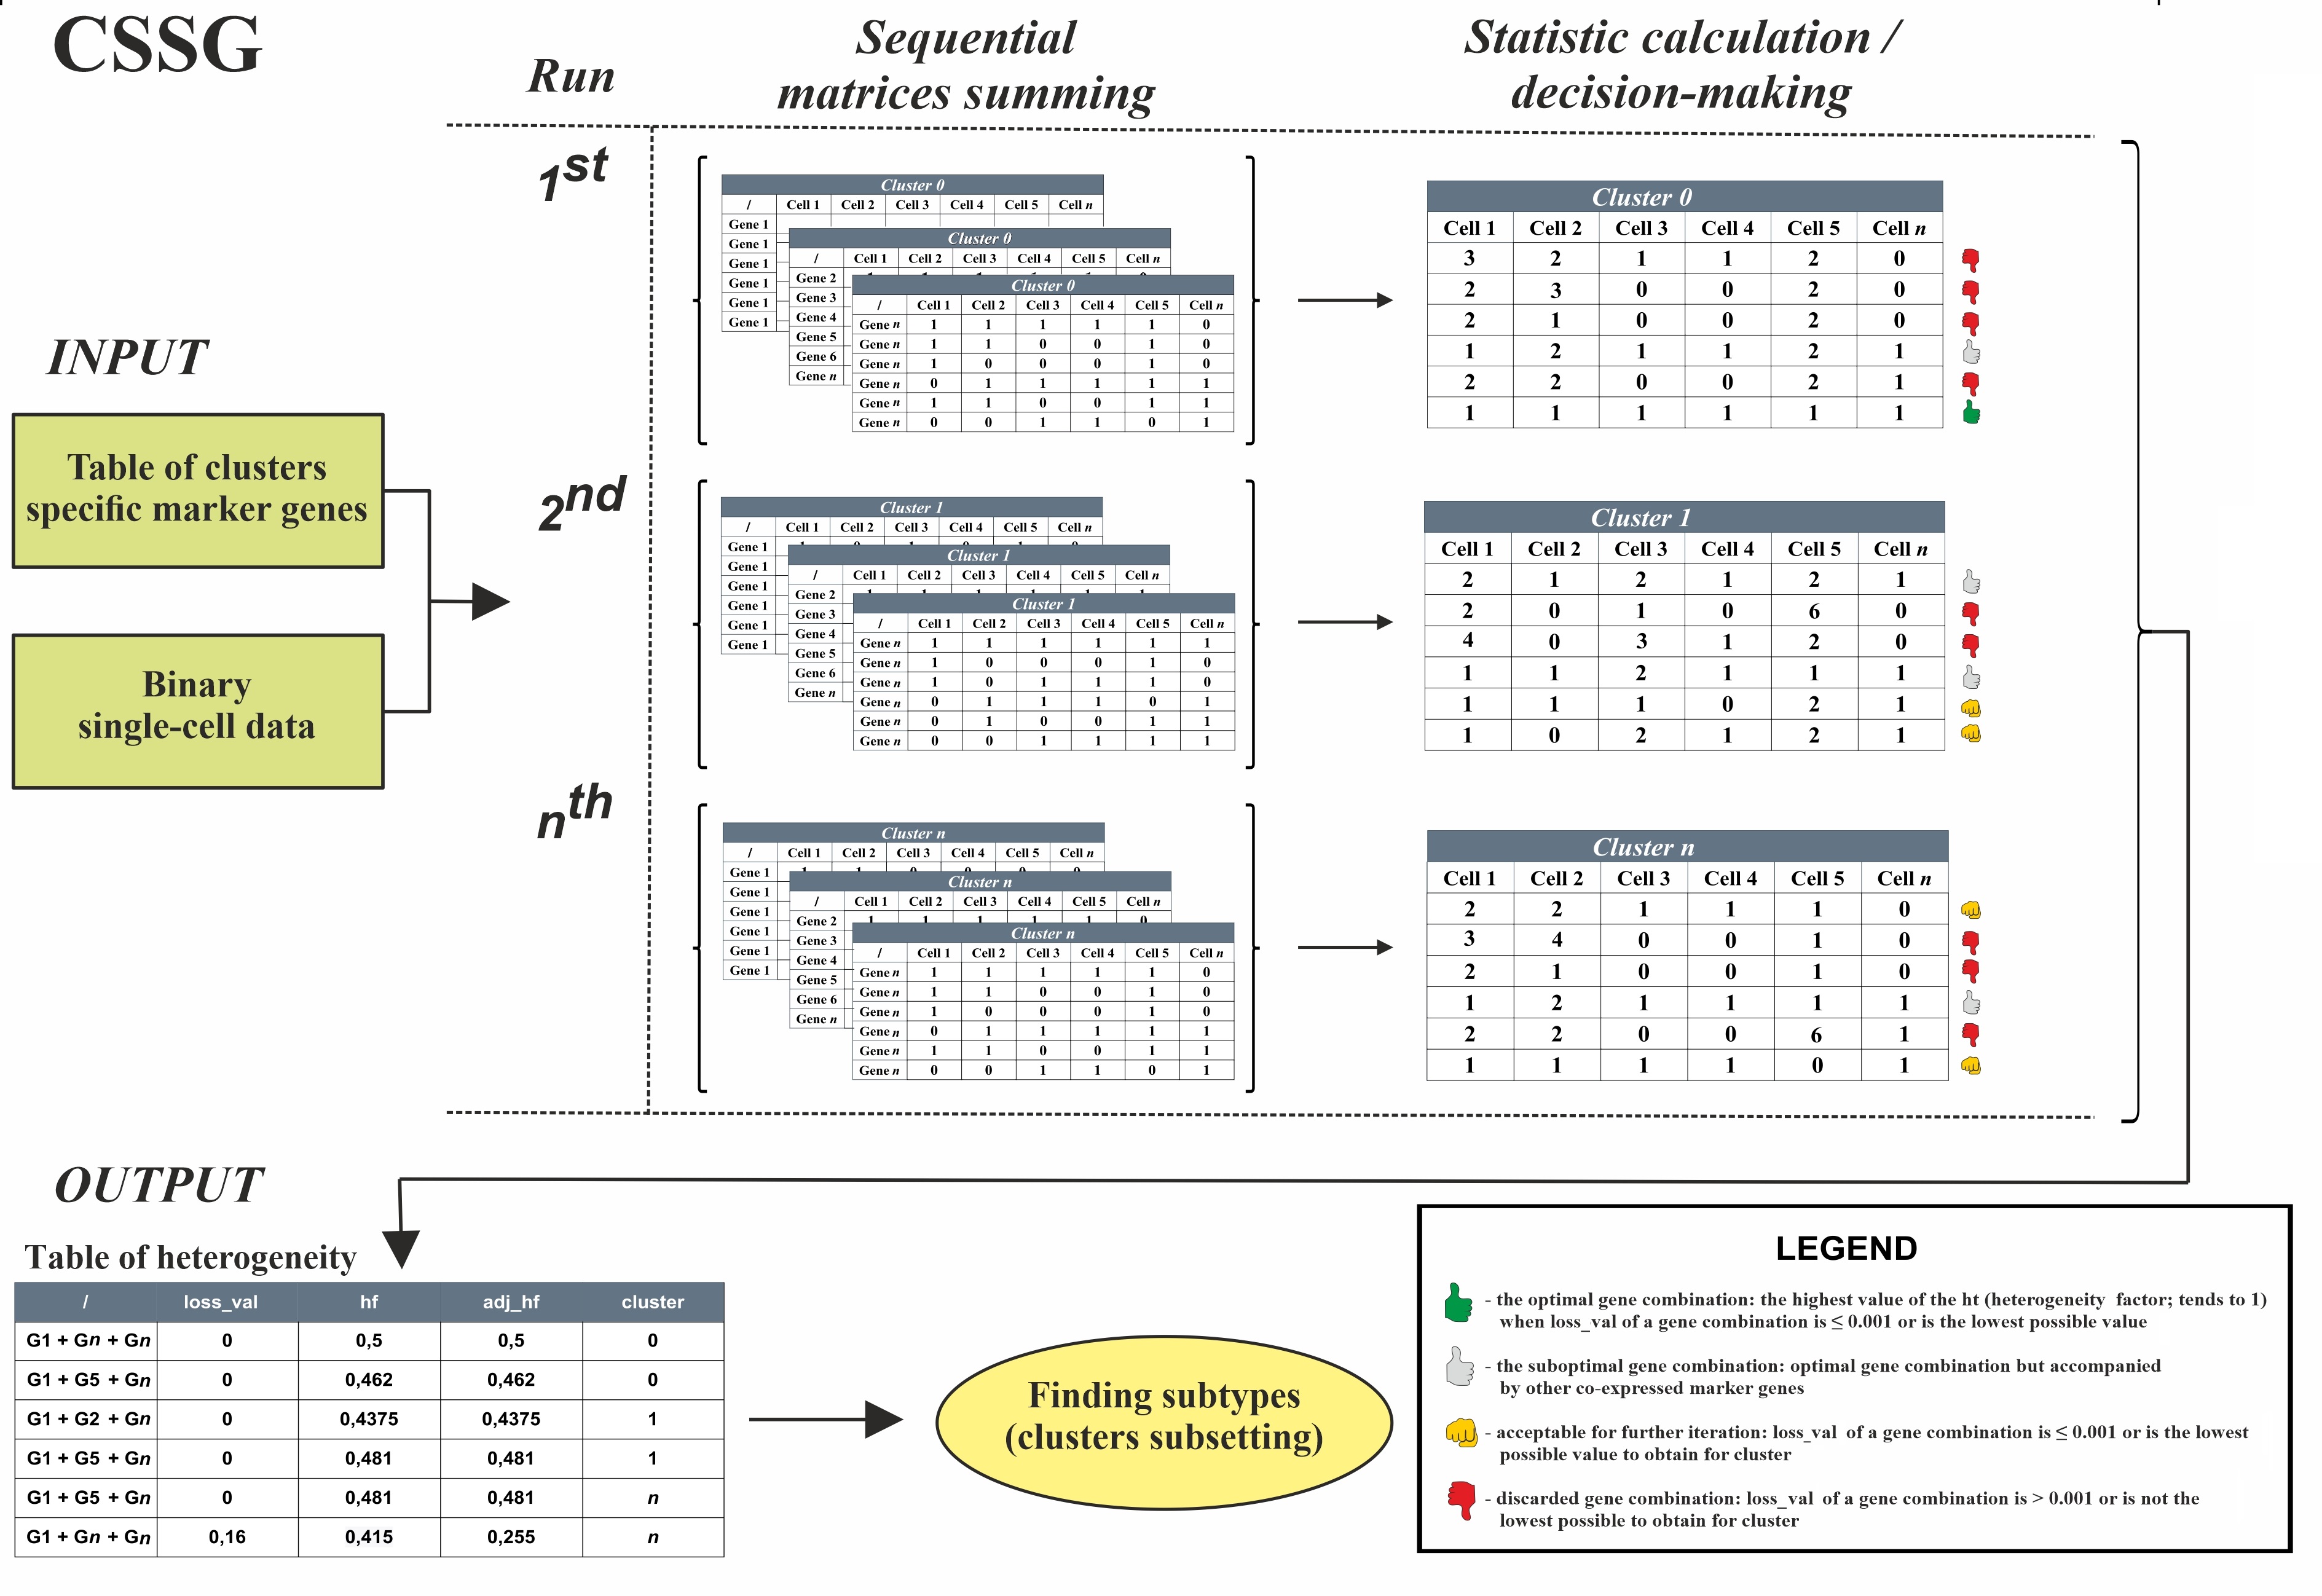 CSSG
Run
Sequential
matrices summing
Statistic calculation /
decision-making
INPUT
Table of clusters
specific marker genes
Binary
single-cell data
1st
Cluster 0
/ Cell 1 Cell 2 Cell 3 Cell 4 Cell 5 Cell n
Gene 1
Gene 1
Gene 1
Gene 1
Gene 1
Gene 1
Cluster 0
/ Cell 1 Cell 2 Cell 3 Cell 4 Cell 5 Cell n
Gene 2
Gene 3
Gene 4
Gene 5
Gene 6
Gene n
Cluster 0
/ Cell 1 Cell 2 Cell 3 Cell 4 Cell 5 Cell n
Gene n 1 1 1 1 1 0
Gene n 1 1 0 0 1 0
Gene n 1 0 0 0 1 0
Gene n 0 1 1 1 1 1
Gene n 1 1 0 0 1 1
Gene n 0 0 1 1 0 1
Cluster 0
Cell 1 Cell 2 Cell 3 Cell 4 Cell 5 Cell n
3 2 1 1 2 0
2 3 0 0 2 0
2 1 0 0 2 0
1 2 1 1 2 1
2 2 0 0 2 1
1 1 1 1 1 1
2nd
Cluster 1
/ Cell 1 Cell 2 Cell 3 Cell 4 Cell 5 Cell n
Gene 1
Gene 1
Gene 1
Gene 1
Gene 1
Gene 1
Cluster 1
/ Cell 1 Cell 2 Cell 3 Cell 4 Cell 5 Cell n
Gene 2
Gene 3
Gene 4
Gene 5
Gene 6
Gene n
Cluster 1
/ Cell 1 Cell 2 Cell 3 Cell 4 Cell 5 Cell n
Gene n 1 1 1 1 1 1
Gene n 1 0 0 0 1 0
Gene n 1 0 1 1 1 0
Gene n 0 1 1 1 0 1
Gene n 0 1 0 0 1 1
Gene n 0 0 1 1 1 1
Cluster 1
Cell 1 Cell 2 Cell 3 Cell 4 Cell 5 Cell n
2 1 2 1 2 1
2 0 1 0 6 0
4 0 3 1 2 0
1 1 2 1 1 1
1 1 1 0 2 1
1 0 2 1 2 1
nth
Cluster n
/ Cell 1 Cell 2 Cell 3 Cell 4 Cell 5 Cell n
Gene 1
Gene 1
Gene 1
Gene 1
Gene 1
Gene 1
Cluster n
/ Cell 1 Cell 2 Cell 3 Cell 4 Cell 5 Cell n
Gene 2 1 1 1 1 1 0
Gene 3
Gene 4
Gene 5
Gene 6
Gene n
Cluster n
/ Cell 1 Cell 2 Cell 3 Cell 4 Cell 5 Cell n
Gene n 1 1 1 1 1 0
Gene n 1 1 0 0 1 0
Gene n 1 0 0 0 1 0
Gene n 0 1 1 1 1 1
Gene n 1 1 0 0 1 1
Gene n 0 0 1 1 0 1
Cluster n
Cell 1 Cell 2 Cell 3 Cell 4 Cell 5 Cell n
2 2 1 1 1 0
3 4 0 0 1 0
2 1 0 0 1 0
1 2 1 1 1 1
2 2 0 0 6 1
1 1 1 1 0 1
OUTPUT
Table of heterogeneity
/ loss_val hf adj_hf cluster
G1 + Gn + Gn 0 0,5 0,5 0
G1 + G5 + Gn 0 0,462 0,462 0
G1 + G2 + Gn 0 0,4375 0,4375 1
G1 + G5 + Gn 0 0,481 0,481 1
G1 + G5 + Gn 0 0,481 0,481 n
G1 + Gn + Gn 0,16 0,415 0,255 n
Finding subtypes
(clusters subsetting)
LEGEND
- the optimal gene combination: the highest value of the ht (heterogeneity factor; tends to 1)
when loss_val of a gene combination is ≤ 0.001 or is the lowest possible value
- the suboptimal gene combination: optimal gene combination but accompanied
by other co-expressed marker genes
- acceptable for further iteration: loss_val of a gene combination is ≤ 0.001 or is the lowest
possible value to obtain for cluster
- discarded gene combination: loss_val of a gene combination is > 0.001 or is not the
lowest possible to obtain for cluster